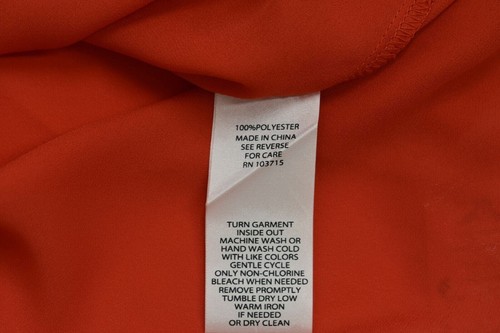 100%POLYESTER
MADE IN CHINA
SEE REVERSE
FOR CARE
RN 103715
TURN GARMENT
INSIDE OUT
MACHINE WASH OR
HAND WASH COLD
WITH LIKE COLORS
GENTLE CYCLE
ONLY NON-CHLORINE
BLEACH WHEN NEEDED
REMOVE PROMPTLY
TUMBLE DRY LOW
WARM IRON
IF NEEDED
OR DRY CLEAN